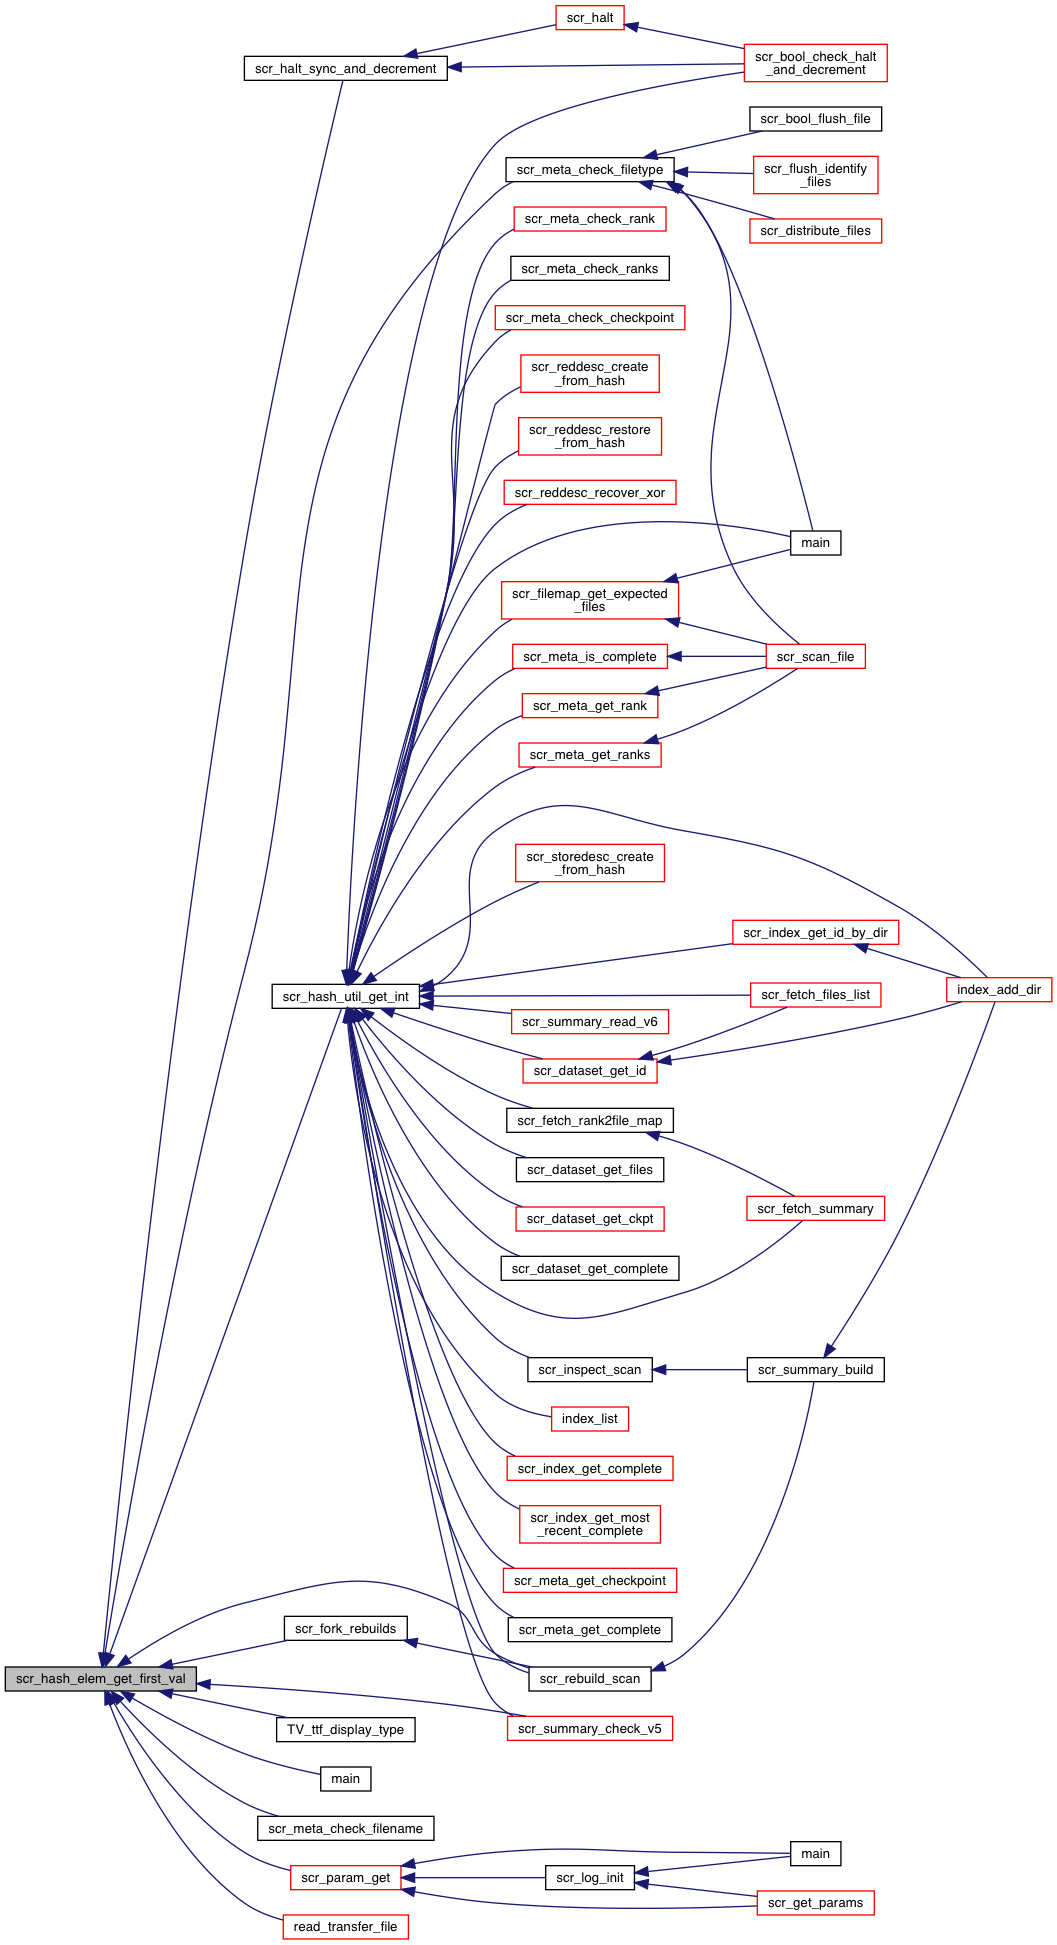 scr_halt
scr_halt_sync_and_decrement
scr_bool_check_halt
_and_decrement
scr_bool_flush_file
scr_meta_check_filetype
scr_flush_identify
_files
scr_meta_check_rank
scr_distribute_files
scr_meta_check_ranks
scr_meta_check_checkpoint
scr_reddesc_create
_from_hash
scr_reddesc_restore
_from_hash
scr_reddesc_recover_xor
main
scr_filemap_get_expected
_files
scr_meta_is_complete
scr_scan_file
scr_meta_get_rank
scr_meta_get_ranks
scr_storedesc_create
_from_hash
scr_index_get_id_by_dir
index_add_dir
scr_hash_util_get_int
scr_fetch_files_list
scr_summary_read_v6
scr_dataset_get_id
scr_fetch_rank2file_map
scr_dataset_get_files
scr_fetch_summary
scr_dataset_get_ckpt
scr_dataset_get_complete
scr_inspect_scan
scr_summary_build
index_list
scr_index_get_complete
scr_index_get_most
_recent_complete
scr_meta_get_checkpoint
scr_fork_rebuilds
scr_meta_get_complete
scr_hash_elem_get_first_val
scr_rebuild_scan
TV_ttf_display_type
scr_summary_check_v5
main
scr_meta_check_filename
main
scr_param_get
scr_log_init
scr_get_params
read_transfer_file